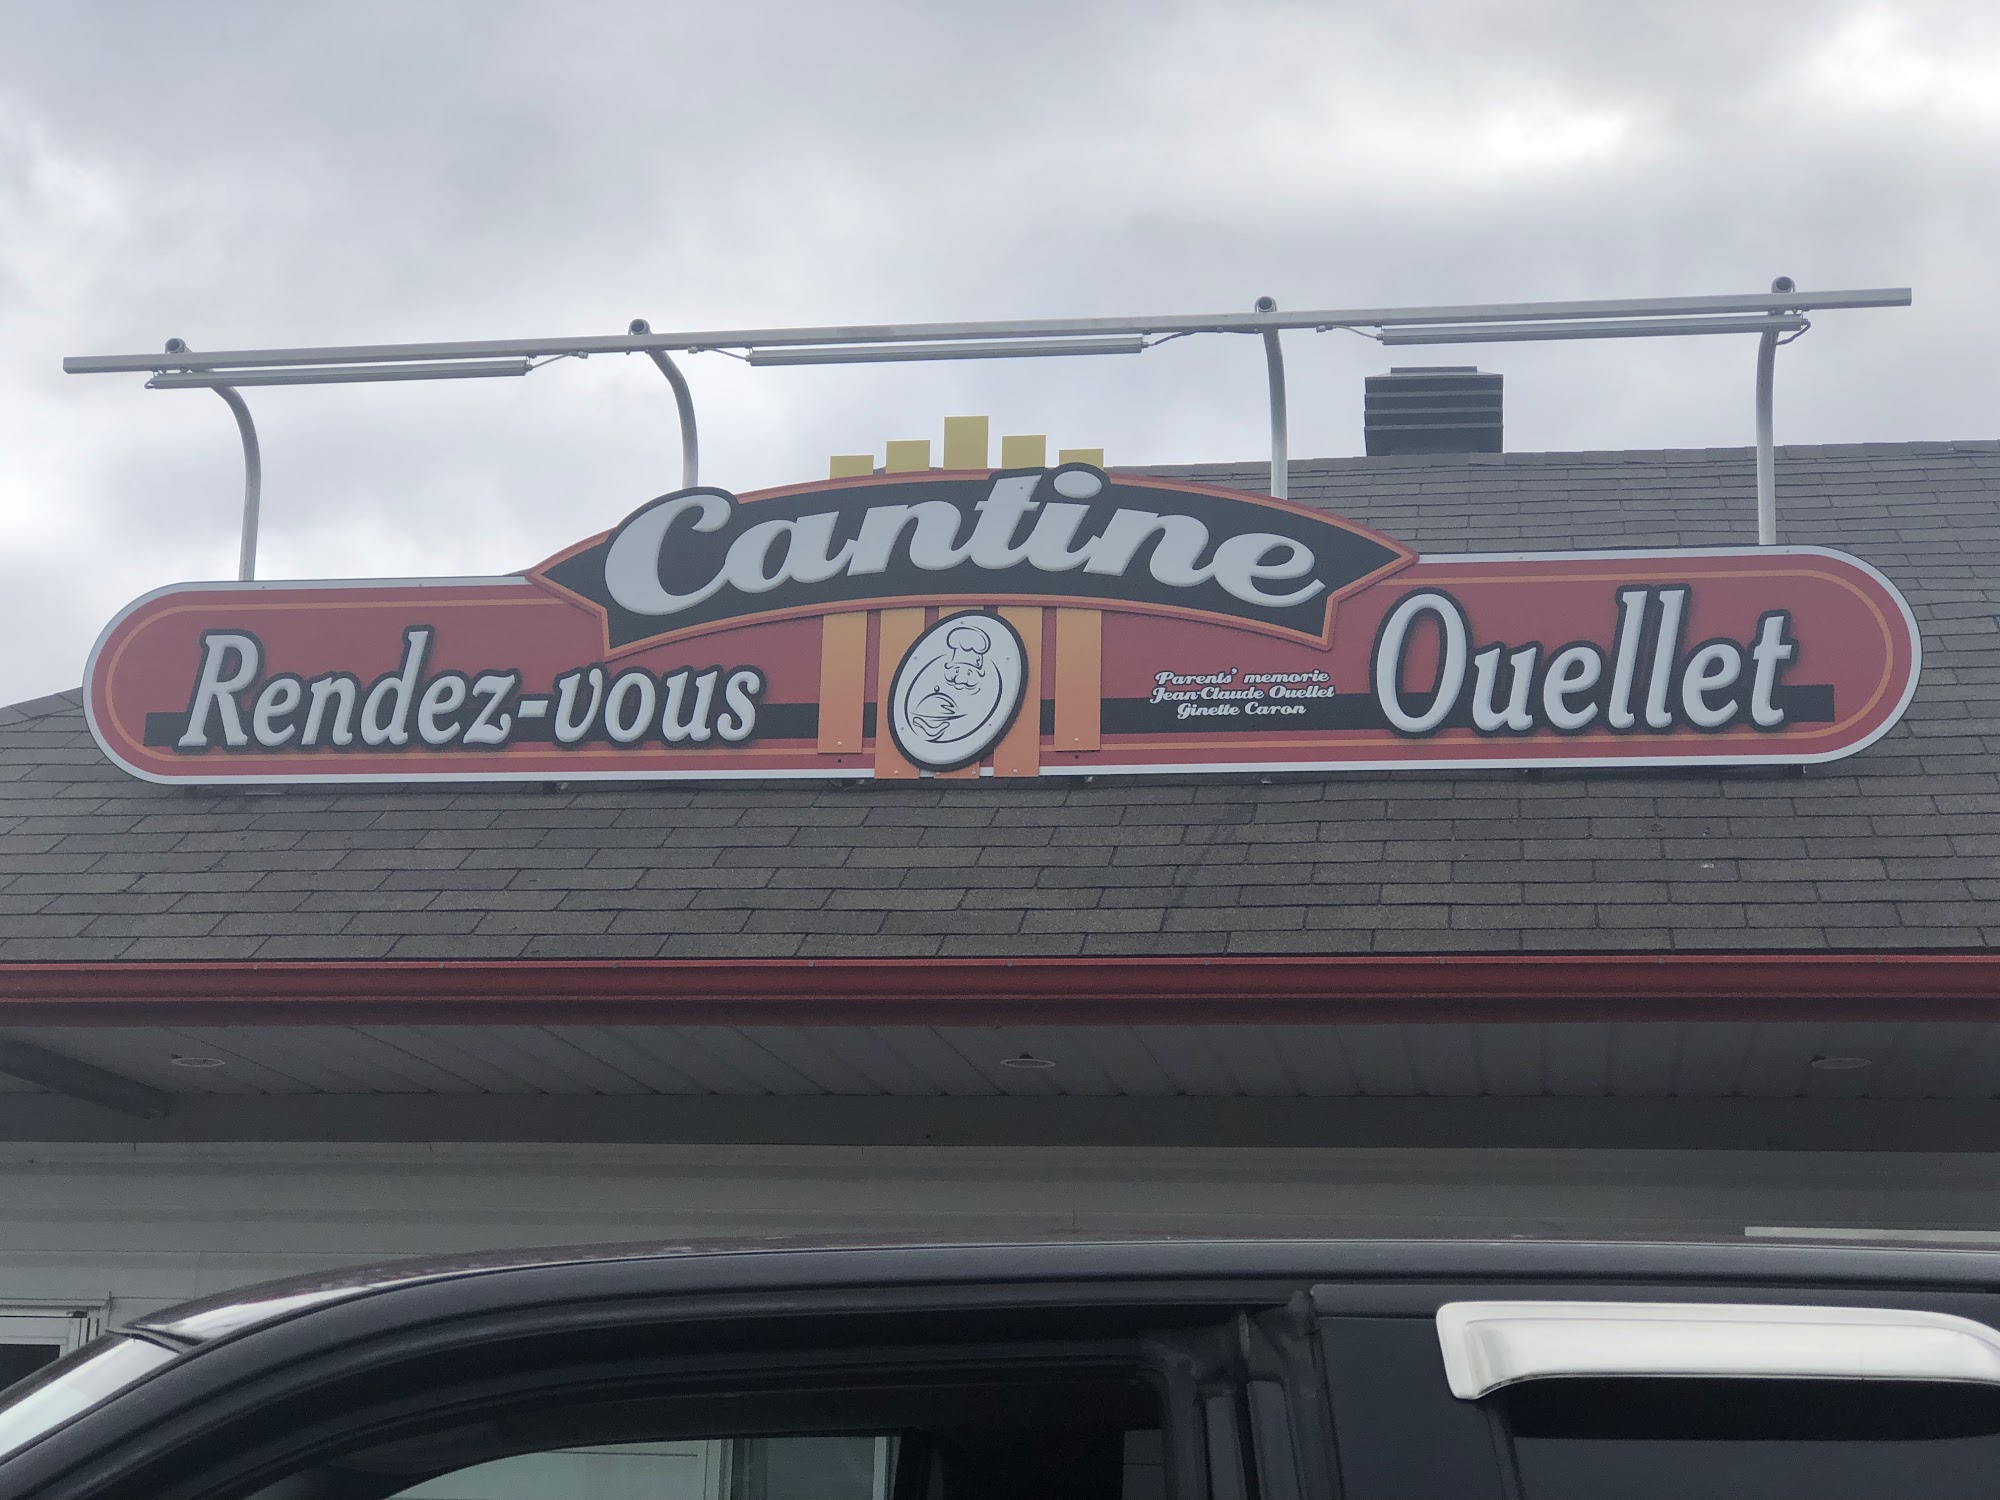 Cantine
Rendez-vous
Parents' memorie
Jean-Claude Ouellet
Ginette Caron
Ouellet